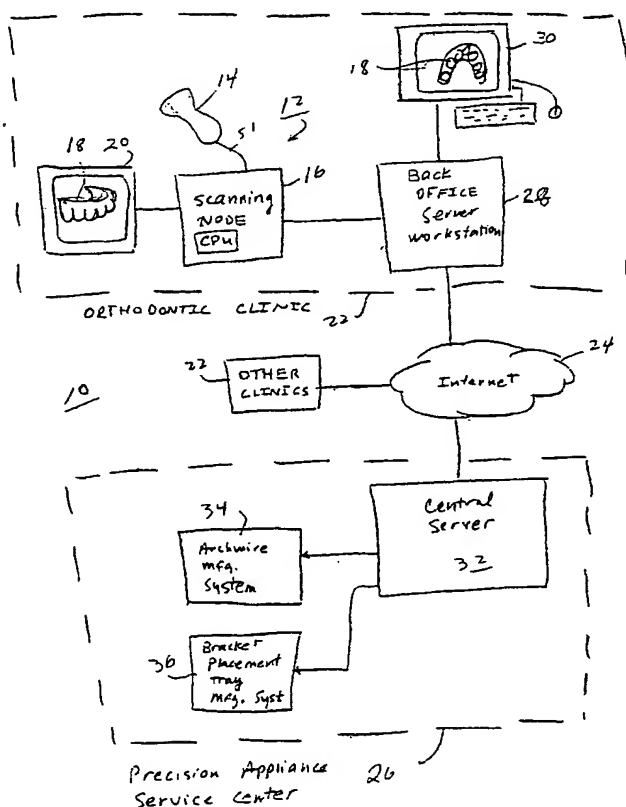 30
18
14
12
51
18 20
16
Scanning
NODE
CPU
Back
OFFICE
Server
workstation
28
ORTHODONTIC CLINIC
22
24
22
OTHER
CLINICS
Internet
10
Central
Server
32
34
Archwire
mfg.
System
36
Bracket
Placement
Tray
Mfg. Syst
Precision Appliance
Service Center
26